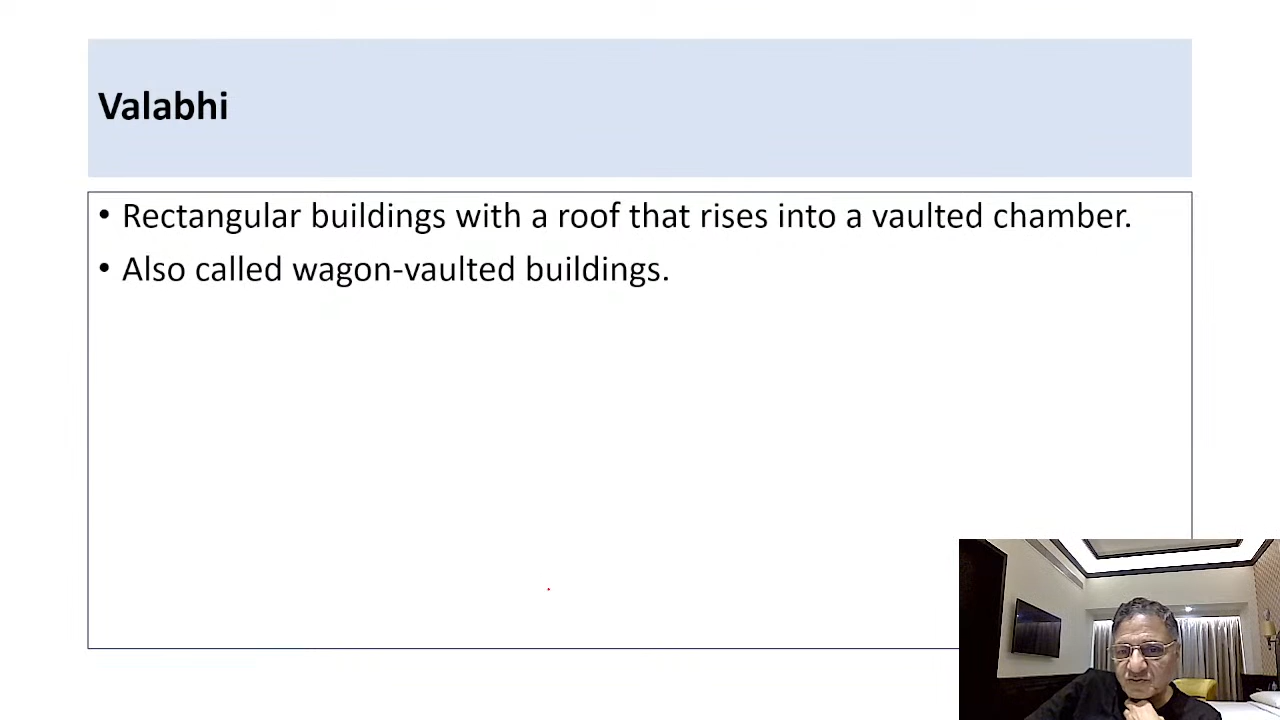 Valabhi
• Rectangular buildings with a roof that rises into a vaulted chamber.
• Also called wagon-vaulted buildings.